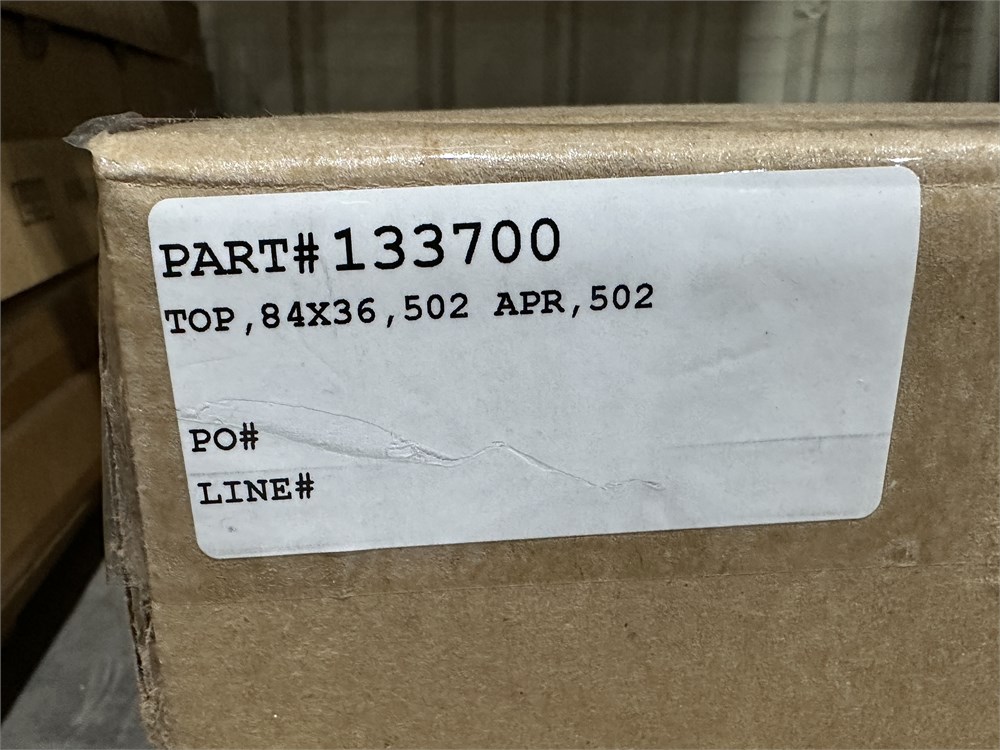 PART#133700
TOP,84X36,502 APR,502
PO#
LINE#